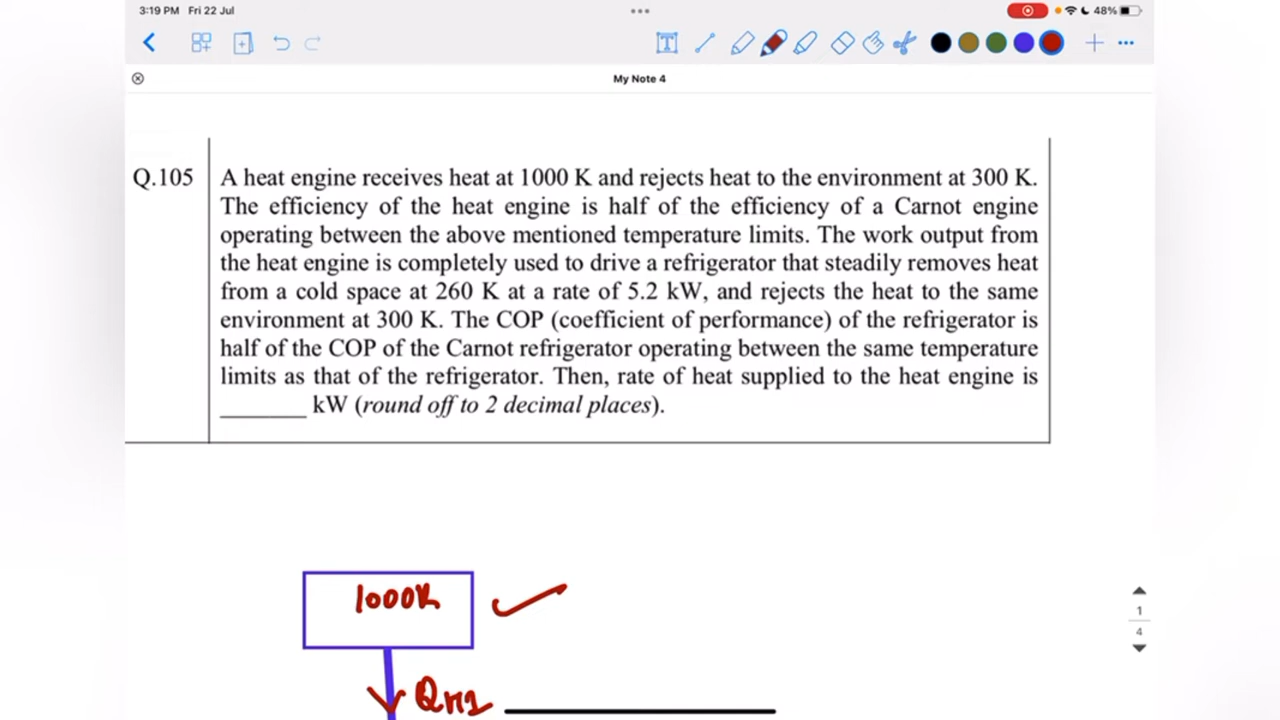 3:19 PM Fri 22 Jul
48%
My Note 4
Q.105
A heat engine receives heat at 1000 K and rejects heat to the environment at 300 K.
The efficiency of the heat engine is half of the efficiency of a Carnot engine
operating between the above mentioned temperature limits. The work output from
the heat engine is completely used to drive a refrigerator that steadily removes heat
from a cold space at 260 K at a rate of 5.2 kW, and rejects the heat to the same
environment at 300 K. The COP (coefficient of performance) of the refrigerator is
half of the COP of the Carnot refrigerator operating between the same temperature
limits as that of the refrigerator. Then, rate of heat supplied to the heat engine is
________ kW (round off to 2 decimal places).
1000K
QH1
1
4